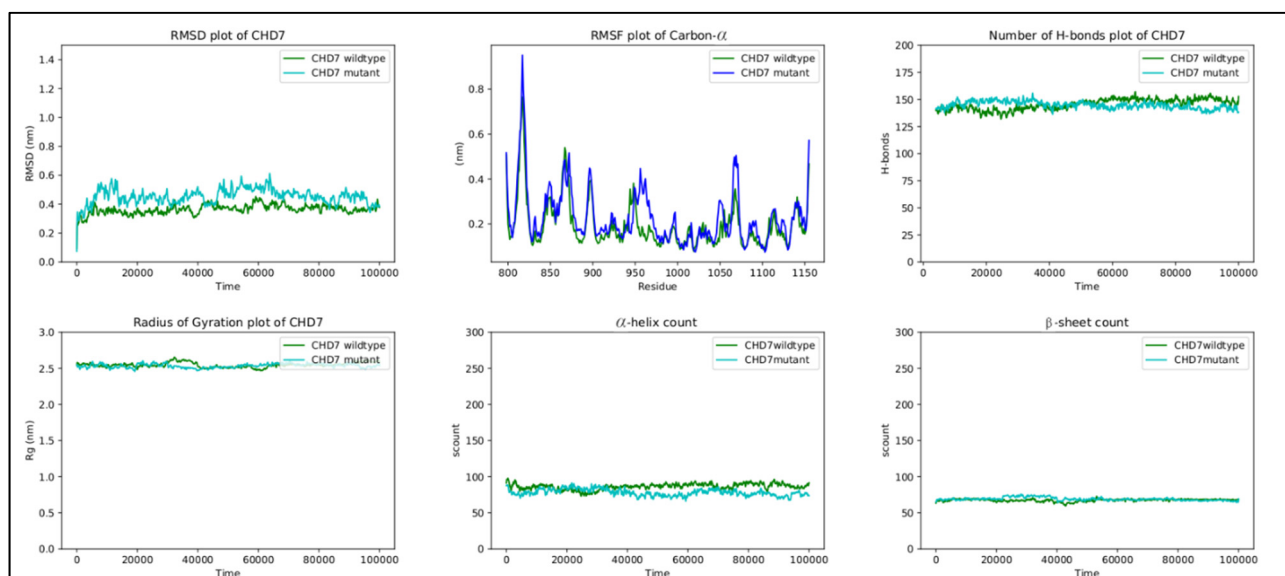 RMSD plot of CHD7
1.4
1.2
1.0
0.8
0.6
0.4
0.2
0.0
RMSD (nm)
CHD7 wildtype
CHD7 mutant
0 20000 40000 60000 80000 100000
Time
RMSF plot of Carbon-α
0.8
0.6
0.4
0.2
(nm)
CHD7 wildtype
CHD7 mutant
800 850 900 950 1000 1050 1100 1150
Residue
Number of H-bonds plot of CHD7
200
175
150
125
100
75
50
25
0
H-bonds
CHD7 wildtype
CHD7 mutant
0 20000 40000 60000 80000 100000
Time
Radius of Gyration plot of CHD7
3.0
2.5
2.0
1.5
1.0
0.5
0.0
Rg (nm)
CHD7 wildtype
CHD7 mutant
0 20000 40000 60000 80000 100000
Time
α-helix count
300
250
200
150
100
50
0
scount
CHD7wildtype
CHD7mutant
0 20000 40000 60000 80000 100000
Time
β-sheet count
300
250
200
150
100
50
0
scount
CHD7wildtype
CHD7mutant
0 20000 40000 60000 80000 100000
Time